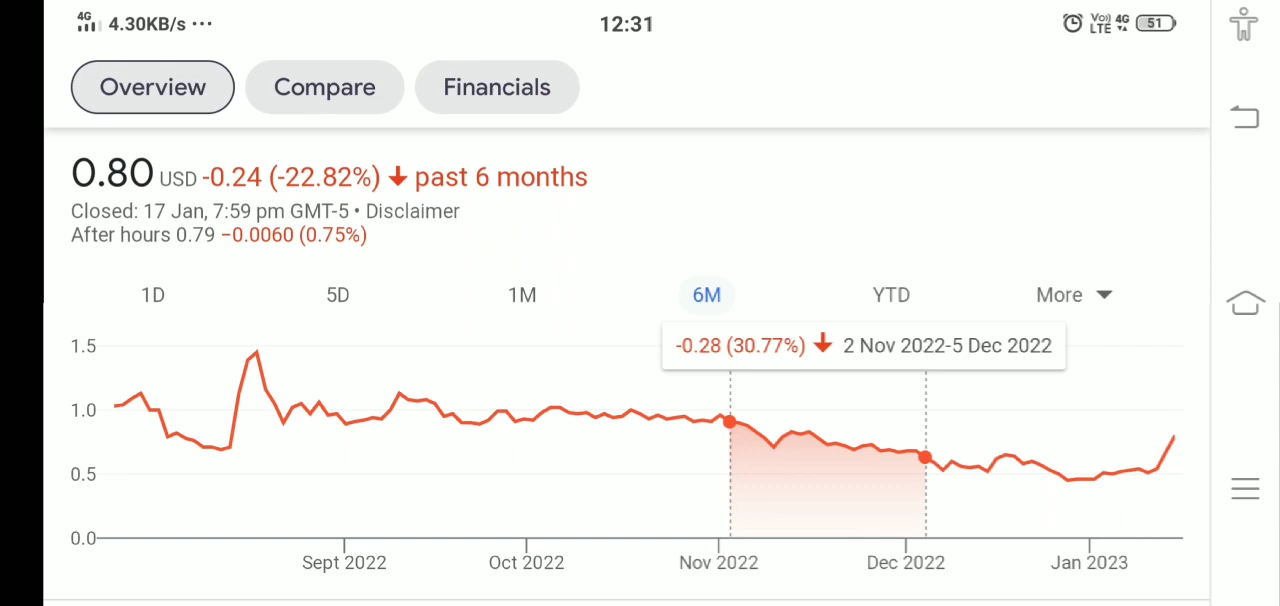 4G 4.30KB/s ··· 12:31 Vo) LTE 4G 51
Overview Compare Financials
0.80 USD -0.24 (-22.82%) ↓ past 6 months
Closed: 17 Jan, 7:59 pm GMT-5 • Disclaimer
After hours 0.79 −0.0060 (0.75%)
1D 5D 1M 6M YTD More
-0.28 (30.77%) ↓ 2 Nov 2022-5 Dec 2022
1.5
1.0
0.5
0.0
Sept 2022 Oct 2022 Nov 2022 Dec 2022 Jan 2023